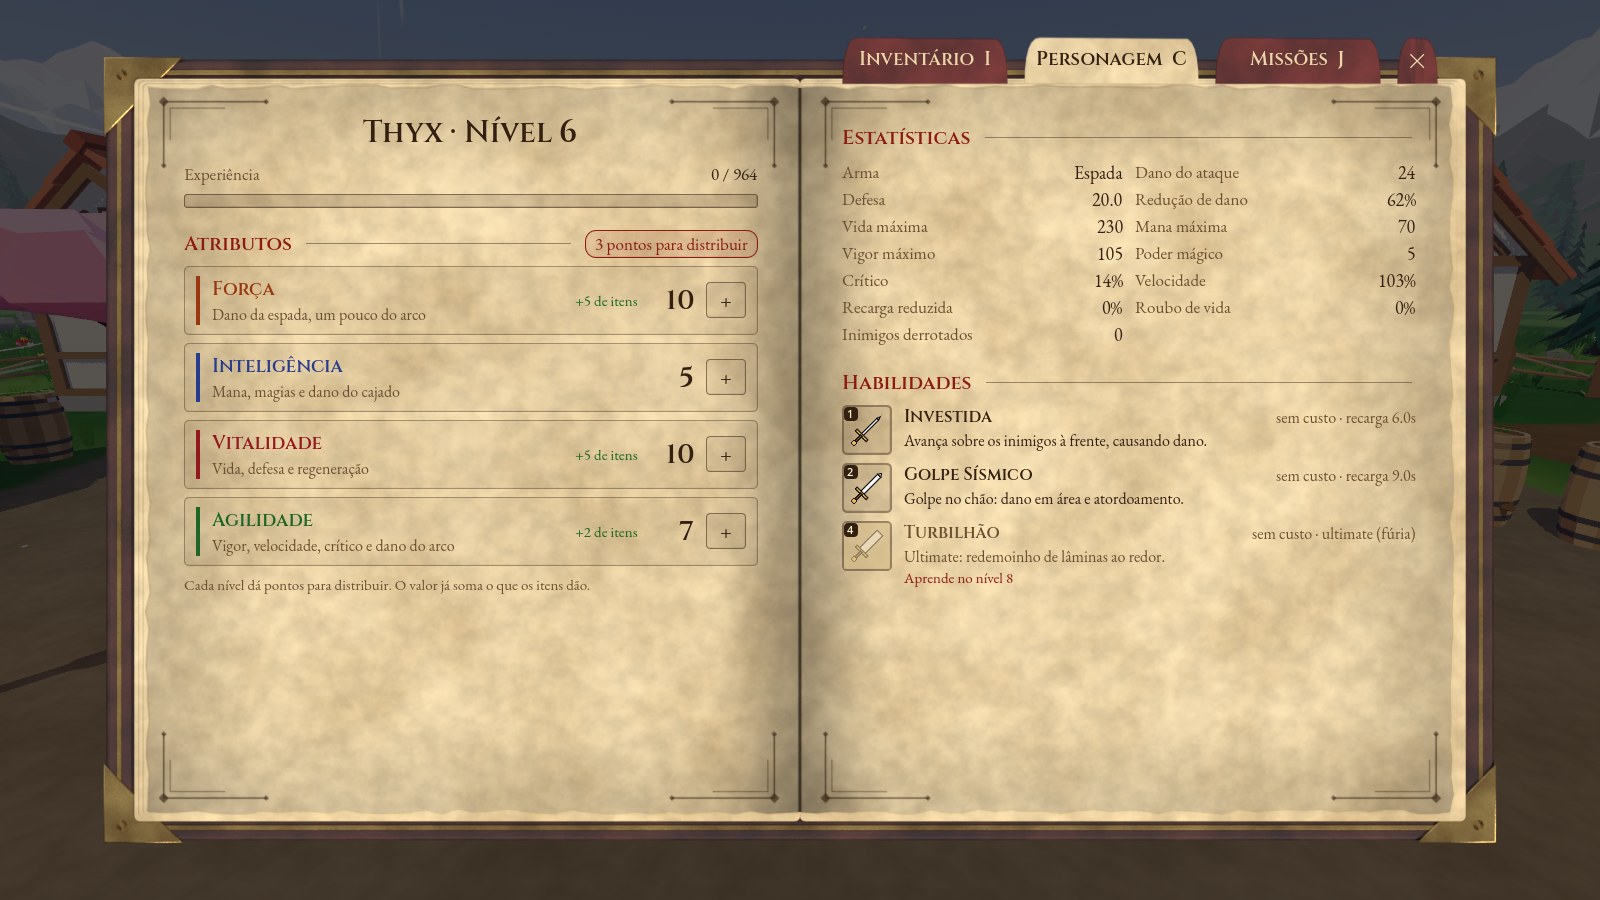 Inventário I
Personagem C
Missões J
Thyx · Nível 6
Experiência 0 / 964
Atributos 3 pontos para distribuir
Força
Dano da espada, um pouco do arco
+5 de itens 10 +
Inteligência
Mana, magias e dano do cajado
5 +
Vitalidade
Vida, defesa e regeneração
+5 de itens 10 +
Agilidade
Vigor, velocidade, crítico e dano do arco
+2 de itens 7 +
Cada nível dá pontos para distribuir. O valor já soma o que os itens dão.
Estatísticas
Arma Espada Dano do ataque 24
Defesa 20.0 Redução de dano 62%
Vida máxima 230 Mana máxima 70
Vigor máximo 105 Poder mágico 5
Crítico 14% Velocidade 103%
Recarga reduzida 0% Roubo de vida 0%
Inimigos derrotados 0
Habilidades
1 Investida sem custo · recarga 6.0s
Avança sobre os inimigos à frente, causando dano.
2 Golpe Sísmico sem custo · recarga 9.0s
Golpe no chão: dano em área e atordoamento.
4 Turbilhão sem custo · ultimate (fúria)
Ultimate: redemoinho de lâminas ao redor.
Aprende no nível 8